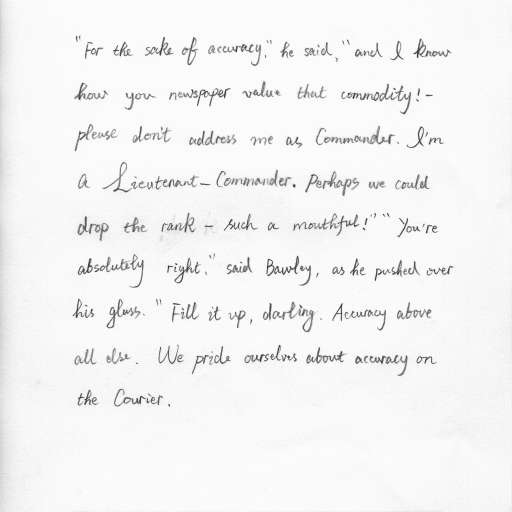 "For the sake of accuracy," he said, "and I know
how you newspaper value that commodity! -
please don't address me as Commander. I'm
a Lieutenant-Commander. Perhaps we could
drop the rank - such a mouthful!" "You're
absolutely right," said Bawley, as he pushed over
his glass. "Fill it up, darling. Accuracy above
all else. We pride ourselves about accuracy on
the Courier.